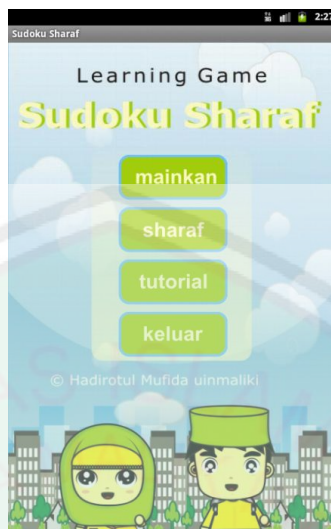 2:27
Sudoku Sharaf
Learning Game
Sudoku Sharaf
mainkan
sharaf
tutorial
keluar
© Hadirotul Mufida uinmaliki